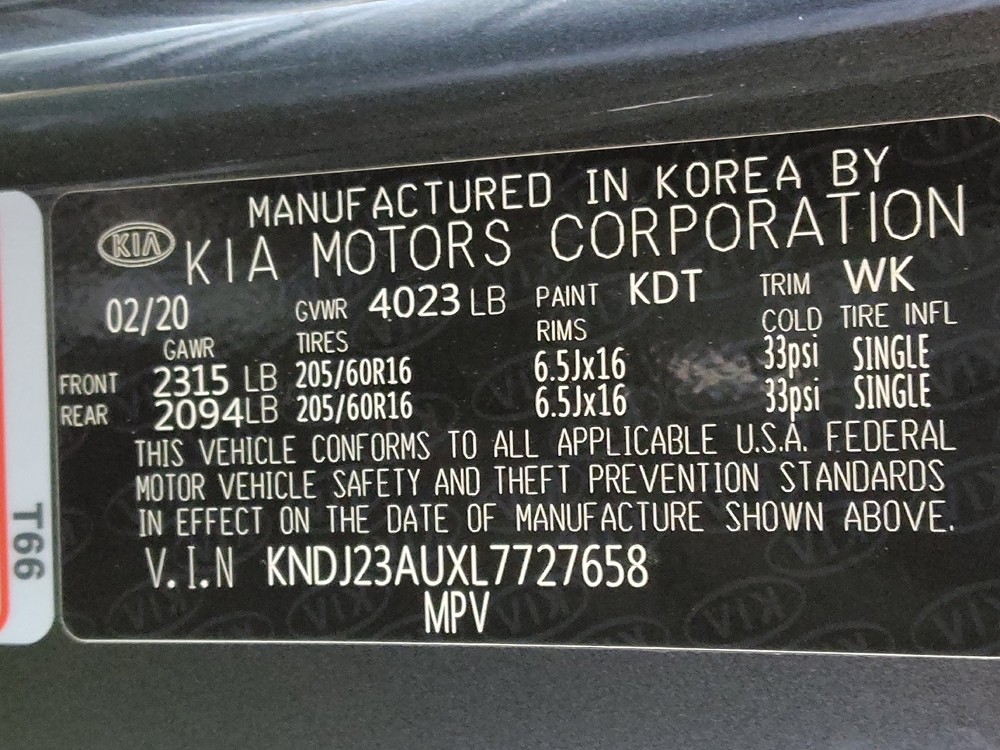 MANUFACTURED IN KOREA BY
KIA KIA MOTORS CORPORATION
02/20 GVWR 4023 LB PAINT KDT TRIM WK
GAWR TIRES RIMS COLD TIRE INFL
FRONT 2315 LB 205/60R16 6.5Jx16 33psi SINGLE
REAR 2094LB 205/60R16 6.5Jx16 33psi SINGLE
THIS VEHICLE CONFORMS TO ALL APPLICABLE U.S.A. FEDERAL
MOTOR VEHICLE SAFETY AND THEFT PREVENTION STANDARDS
IN EFFECT ON THE DATE OF MANUFACTURE SHOWN ABOVE.
V.I.N KNDJ23AUXL7727658
MPV
T66